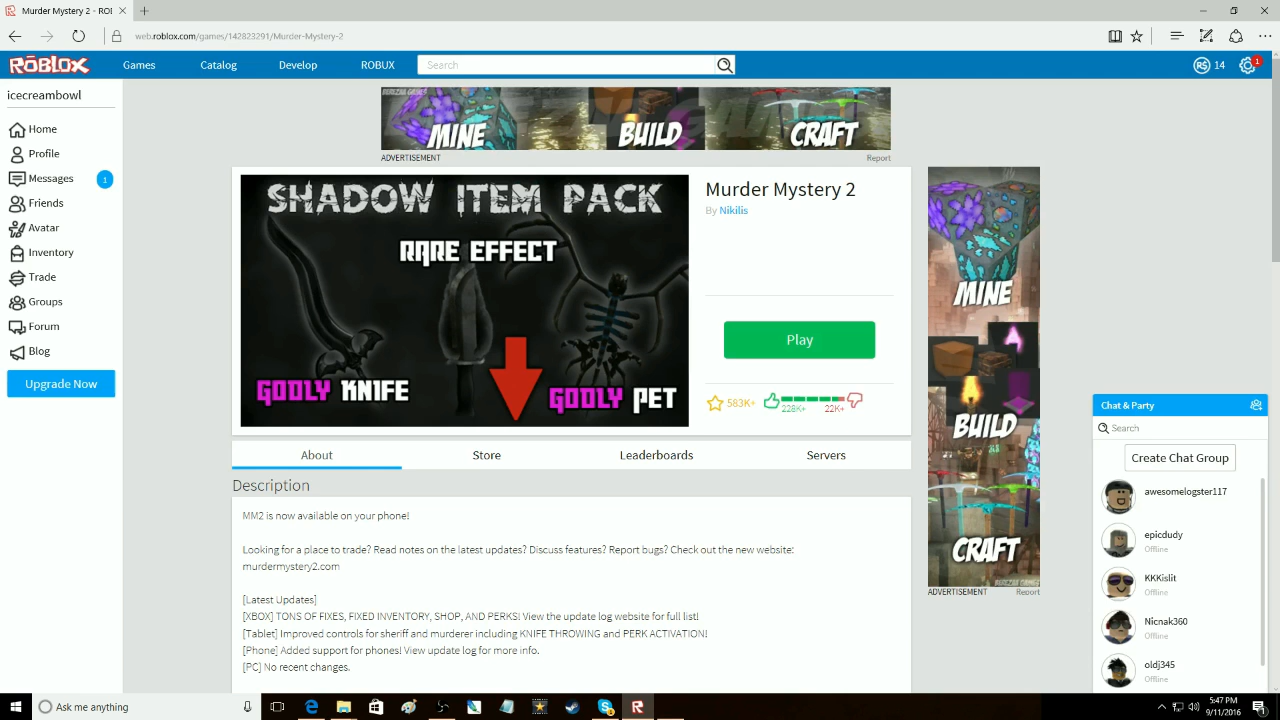 Murder Mystery 2 - ROI
web.roblox.com/games/142823291/Murder-Mystery-2
ROBLOX
Games
Catalog
Develop
ROBUX
Search
R$ 14
1
icecreambowl
Home
Profile
Messages
1
Friends
Avatar
Inventory
Trade
Groups
Forum
Blog
Upgrade Now
MINE
BUILD
CRAFT
ADVERTISEMENT
Report
SHADOW ITEM PACK
RARE EFFECT
GODLY KNIFE
GODLY PET
Murder Mystery 2
By Nikilis
Play
583K+
228K+
22K+
About
Store
Leaderboards
Servers
Description
MM2 is now available on your phone!
Looking for a place to trade? Read notes on the latest updates? Discuss features? Report bugs? Check out the new website:
murdermystery2.com
[Latest Updates]
[XBOX] TONS OF FIXES, FIXED INVENTORY, SHOP, AND PERKS! View the update log website for full list!
[Tablet] Improved controls for sheriff and murderer including KNIFE THROWING and PERK ACTIVATION!
[Phone] Added support for phones! View update log for more info.
[PC] No recent changes.
MINE
BUILD
CRAFT
ADVERTISEMENT
Report
Chat & Party
Search
Create Chat Group
awesomelogster117
epicdudy
Offline
KKKislit
Offline
Nicnak360
Offline
oldj345
Offline
Ask me anything
5:47 PM
9/11/2016